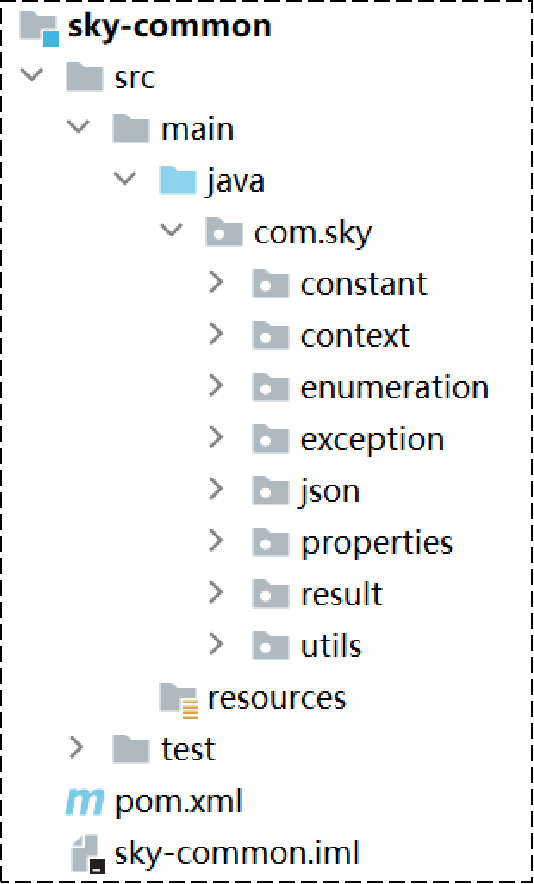 sky-common
src
main
java
com.sky
constant
context
enumeration
exception
json
properties
result
utils
resources
test
pom.xml
sky-common.iml